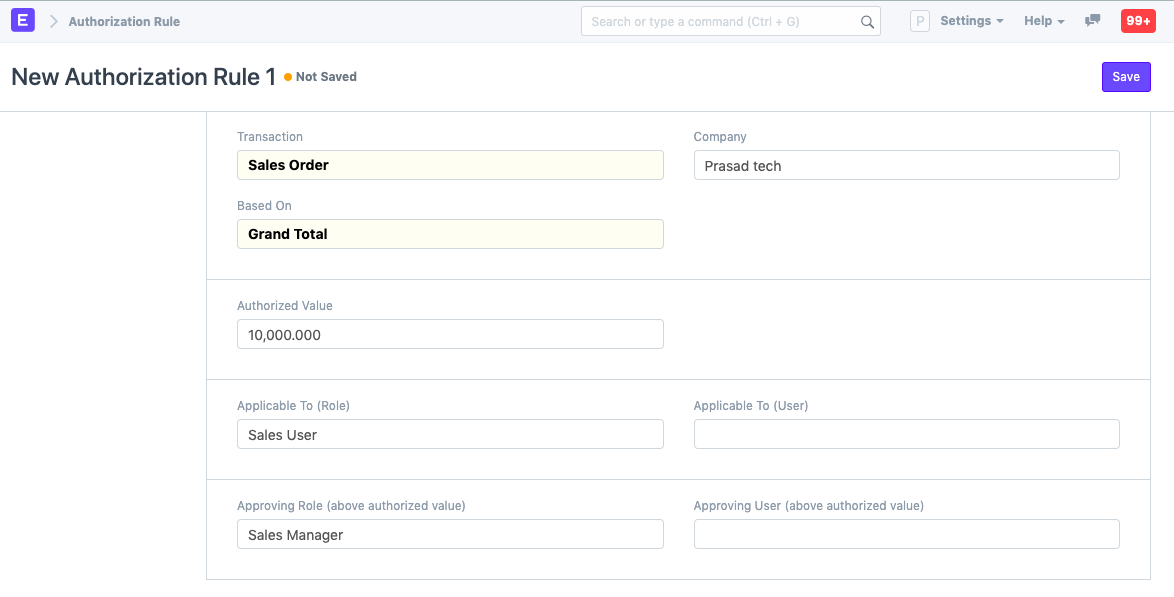 E Authorization Rule Search or type a command (Ctrl + G) P Settings Help 99+
New Authorization Rule 1 Not Saved Save
Transaction Company
Sales Order Prasad tech
Based On
Grand Total
Authorized Value
10,000.000
Applicable To (Role) Applicable To (User)
Sales User
Approving Role (above authorized value) Approving User (above authorized value)
Sales Manager